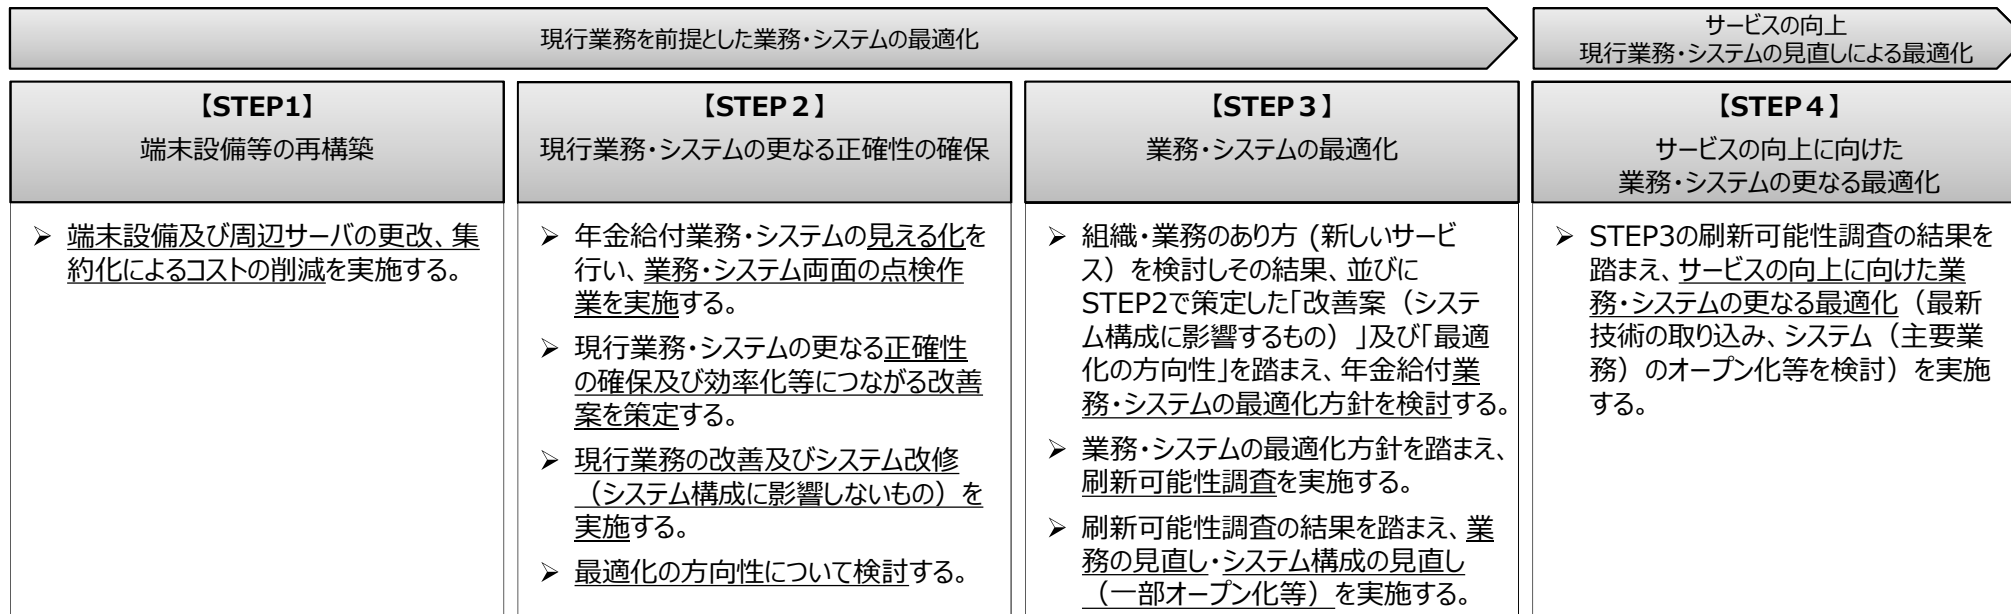 現行業務を前提とした業務・システムの最適化
サービスの向上
現行業務・システムの見直しによる最適化
【STEP1】
端末設備等の再構築
➢ 端末設備及び周辺サーバの更改、集
約化によるコストの削減を実施する。
【STEP２】
現行業務・システムの更なる正確性の確保
➢ 年金給付業務・システムの見える化を
行い、業務・システム両面の点検作
業を実施する。
➢ 現行業務・システムの更なる正確性
の確保及び効率化等につながる改善
案を策定する。
➢ 現行業務の改善及びシステム改修
（システム構成に影響しないもの）を
実施する。
➢ 最適化の方向性について検討する。
【STEP３】
業務・システムの最適化
➢ 組織・業務のあり方 (新しいサービ
ス）を検討しその結果、並びに
STEP2で策定した「改善案（システ
ム構成に影響するもの）」及び「最適
化の方向性」を踏まえ、年金給付業
務・システムの最適化方針を検討する。
➢ 業務・システムの最適化方針を踏まえ、
刷新可能性調査を実施する。
➢ 刷新可能性調査の結果を踏まえ、業
務の見直し・システム構成の見直し
（一部オープン化等）を実施する。
【STEP４】
サービスの向上に向けた
業務・システムの更なる最適化
➢ STEP3の刷新可能性調査の結果を
踏まえ、サービスの向上に向けた業
務・システムの更なる最適化（最新
技術の取り込み、システム（主要業
務）のオープン化等を検討）を実施
する。